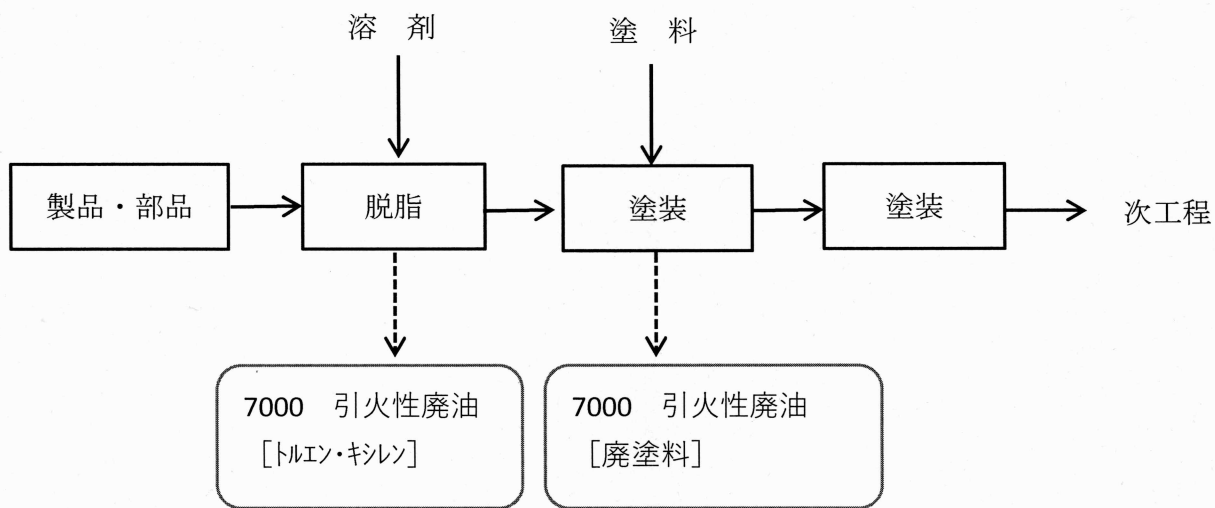 溶　剤
塗　料
製品・部品
脱脂
塗装
塗装
次工程
7000　引火性廃油
［ﾄﾙｴﾝ・ｷｼﾚﾝ］
7000　引火性廃油
［廃塗料］